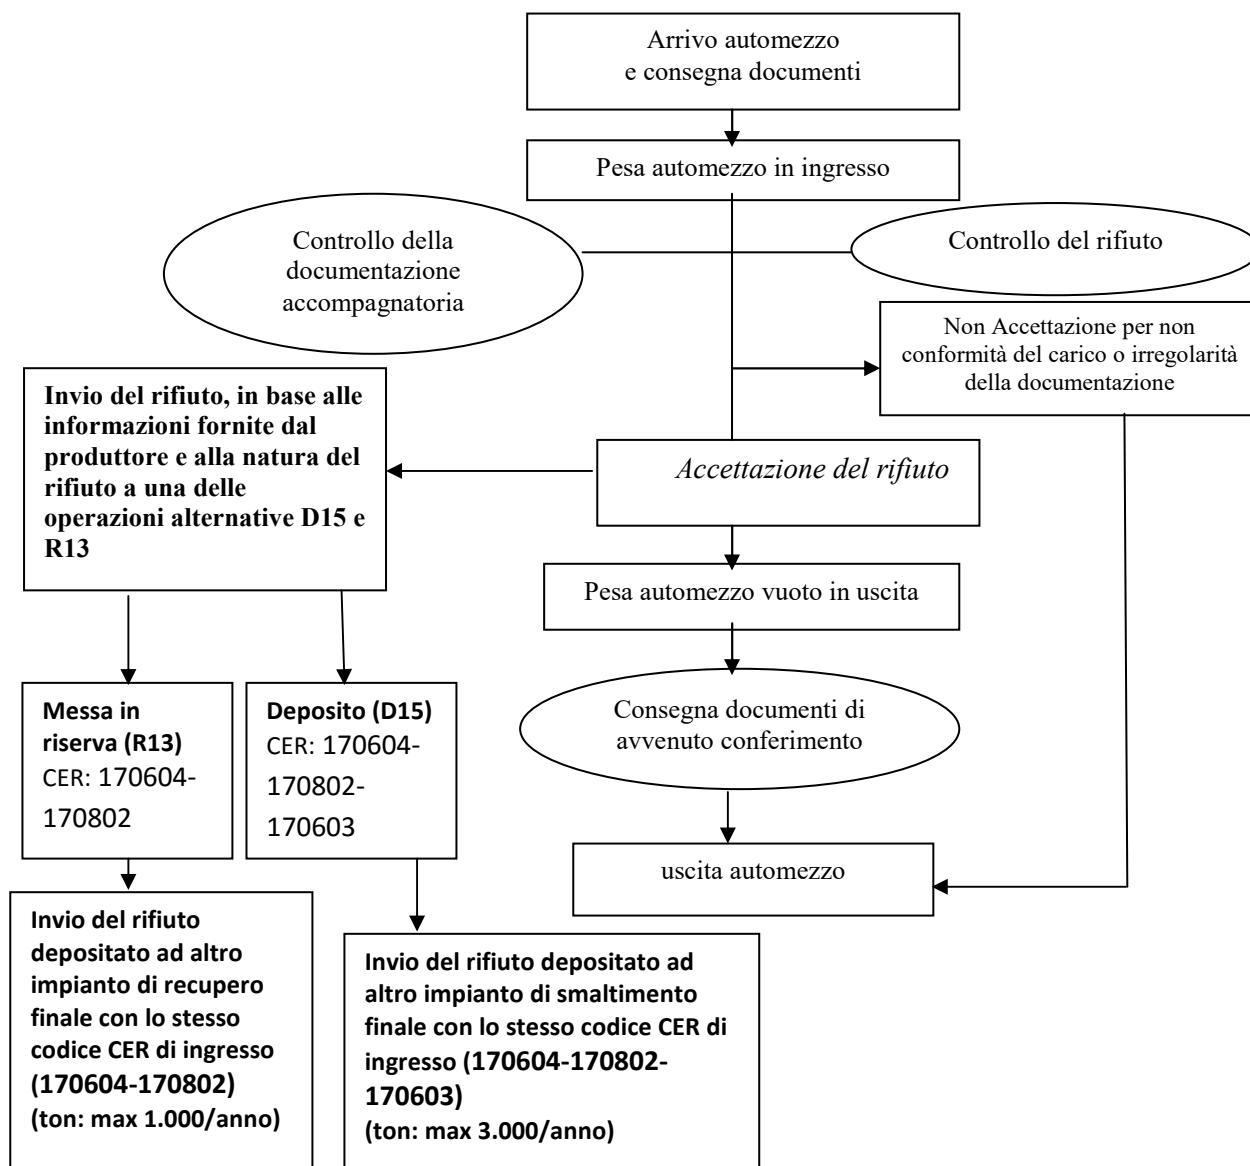 Arrivo automezzo
e consegna documenti
Pesa automezzo in ingresso
Controllo della
documentazione
accompagnatoria
Controllo del rifiuto
Non Accettazione per non
conformità del carico o irregolarità
della documentazione
Invio del rifiuto, in base alle
informazioni fornite dal
produttore e alla natura del
rifiuto a una delle
operazioni alternative D15 e
R13
Accettazione del rifiuto
Pesa automezzo vuoto in uscita
Messa in
riserva (R13)
CER: 170604-
170802
Deposito (D15)
CER: 170604-
170802-
170603
Consegna documenti di
avvenuto conferimento
uscita automezzo
Invio del rifiuto
depositato ad altro
impianto di recupero
finale con lo stesso
codice CER di ingresso
(170604-170802)
(ton: max 1.000/anno)
Invio del rifiuto depositato ad
altro impianto di smaltimento
finale con lo stesso codice CER di
ingresso (170604-170802-
170603)
(ton: max 3.000/anno)